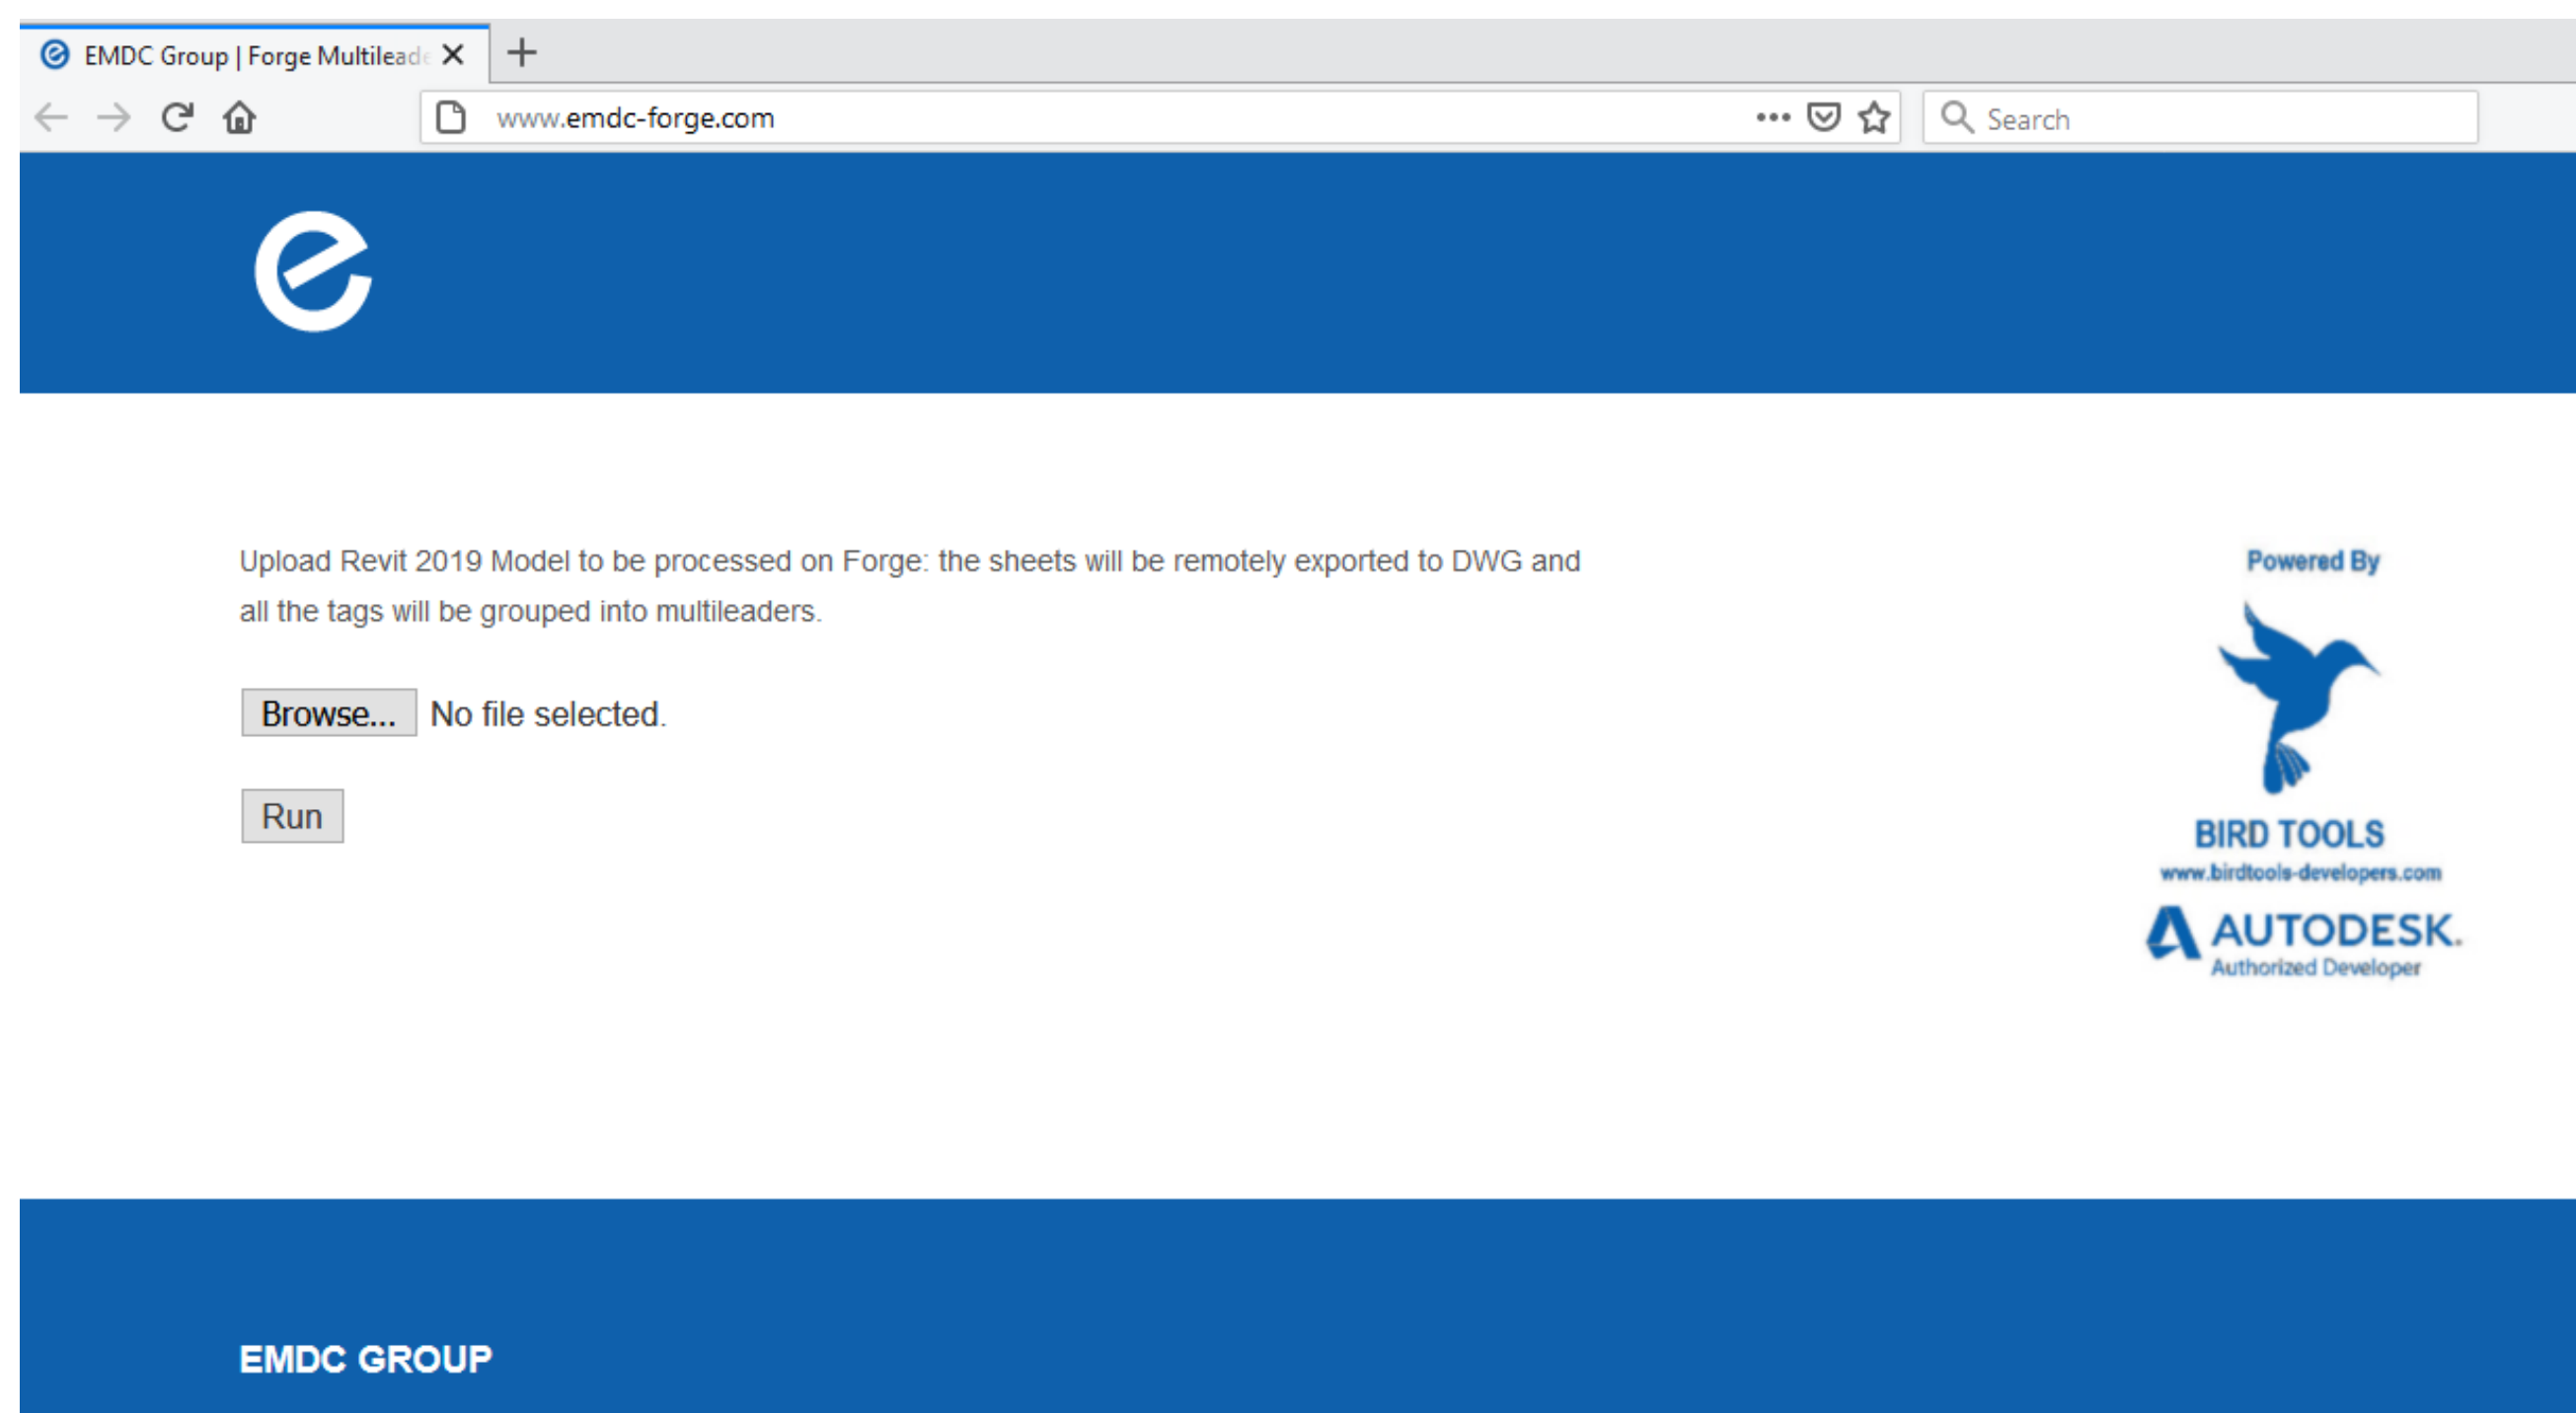 EMDC Group | Forge Multileade
www.emdc-forge.com
Search
Upload Revit 2019 Model to be processed on Forge: the sheets will be remotely exported to DWG and
all the tags will be grouped into multileaders.
Browse... No file selected.
Run
Powered By
BIRD TOOLS
www.birdtools-developers.com
AUTODESK.
Authorized Developer
EMDC GROUP